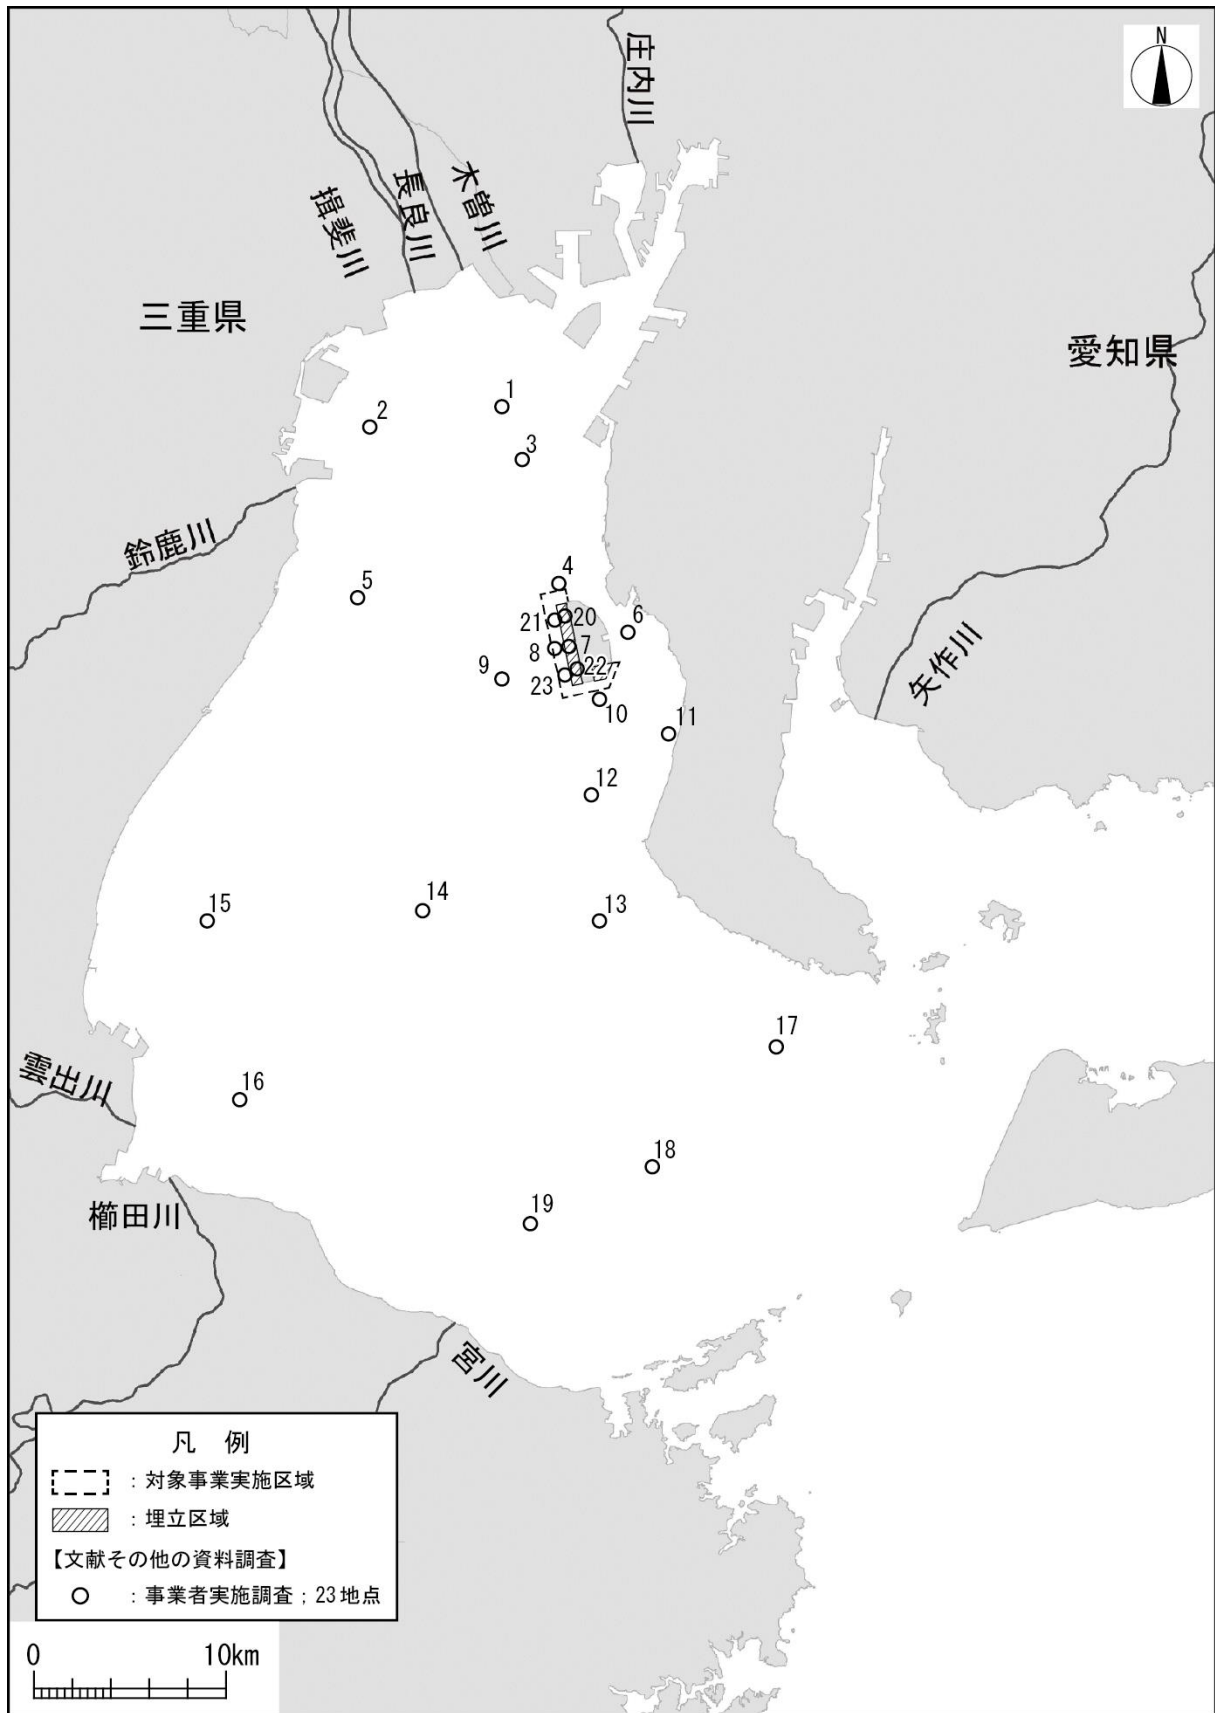 N
庄内川
木曽川
長良川
揖斐川
三重県
愛知県
1
2
3
鈴鹿川
4
5
20
21
6
7
8
22
9
23
矢作川
10
11
12
14
15
13
17
雲出川
16
18
櫛田川
19
宮川
凡 例
：対象事業実施区域
：埋立区域
【文献その他の資料調査】
：事業者実施調査；23地点
0 10km